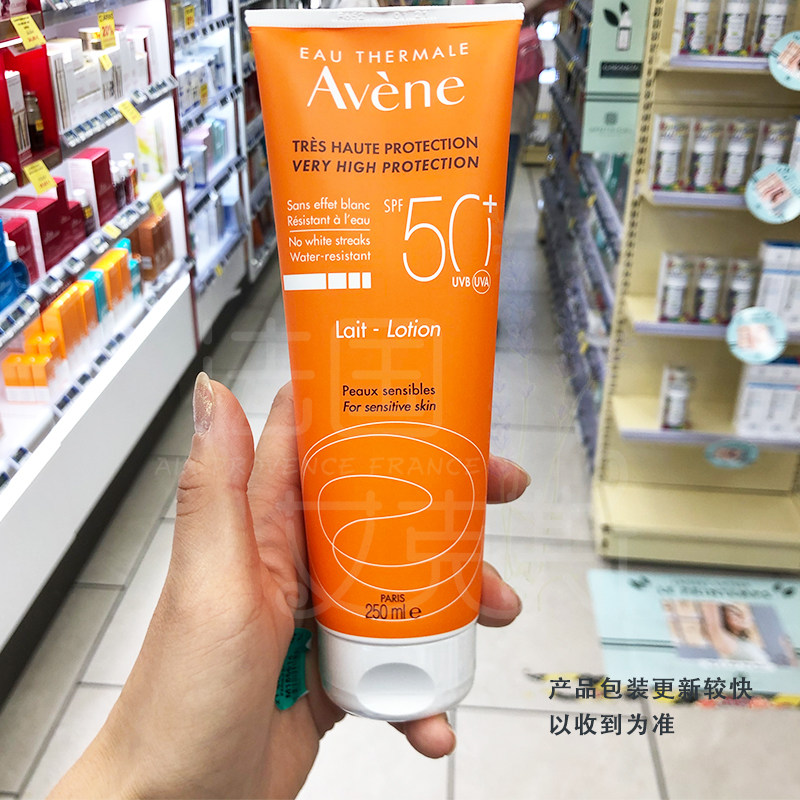 EAU THERMALE
Avène
TRÈS HAUTE PROTECTION
VERY HIGH PROTECTION
Sans effet blanc
Résistant à l'eau
No white streaks
Water-resistant
SPF 50+
UVB UVA
Lait - Lotion
Peaux sensibles
For sensitive skin
PARIS
250 ml e
产品包装更新较快
以收到为准